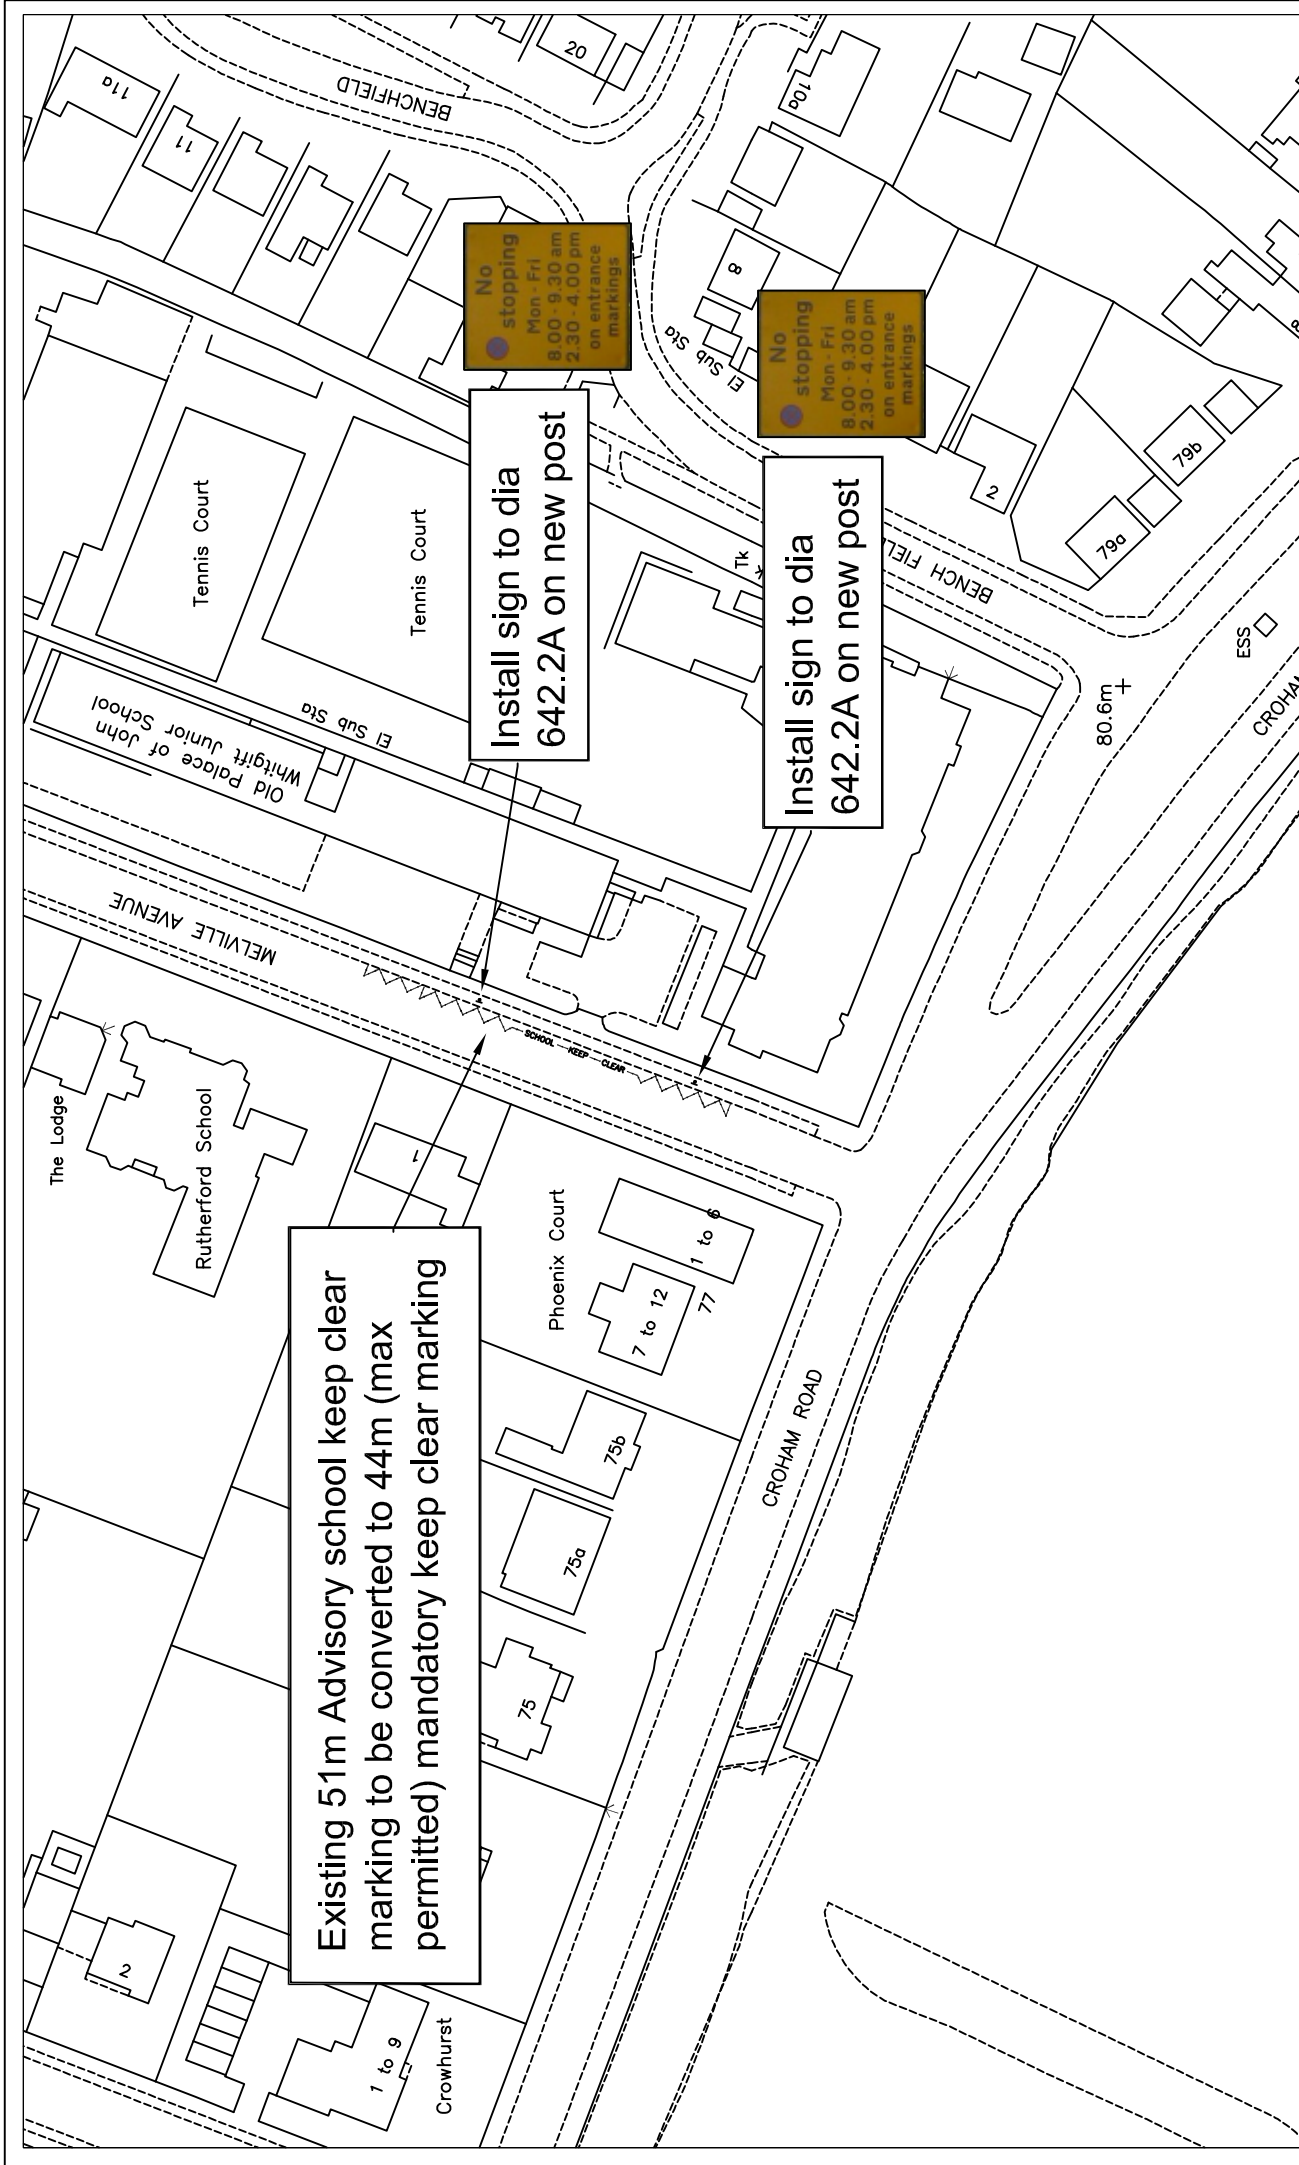 Existing 51m Advisory school keep clear
marking to be converted to 44m (max
permitted) mandatory keep clear marking
Install sign to dia
642.2A on new post
No
stopping
Mon - Fri
8.00 - 9.30 am
2.30 - 4.00 pm
on entrance
markings
Install sign to dia
642.2A on new post
No
stopping
Mon - Fri
8.00 - 9.30 am
2.30 - 4.00 pm
on entrance
markings
The Lodge
Rutherford School
MELVILLE AVENUE
Old Palace of John
Whitgift Junior School
El Sub Sta
Tennis Court
Tennis Court
11a
11
BENCHFIELD
20
10a
8
El Sub Sta
2
79a
79b
Tk
BENCH FIEL
ESS
80.6m
CROHA
SCHOOL KEEP CLEAR
1
Phoenix Court
1 to 6
7 to 12
77
75b
75a
75
CROHAM ROAD
2
1 to 9
Crowhurst